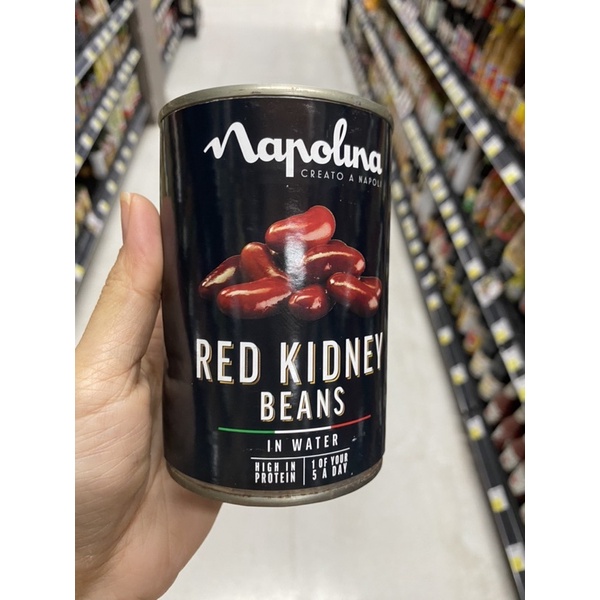 Napolina
CREATO A NAPOLI
RED KIDNEY
BEANS
IN WATER
HIGH IN
PROTEIN
1 OF YOUR
5 A DAY